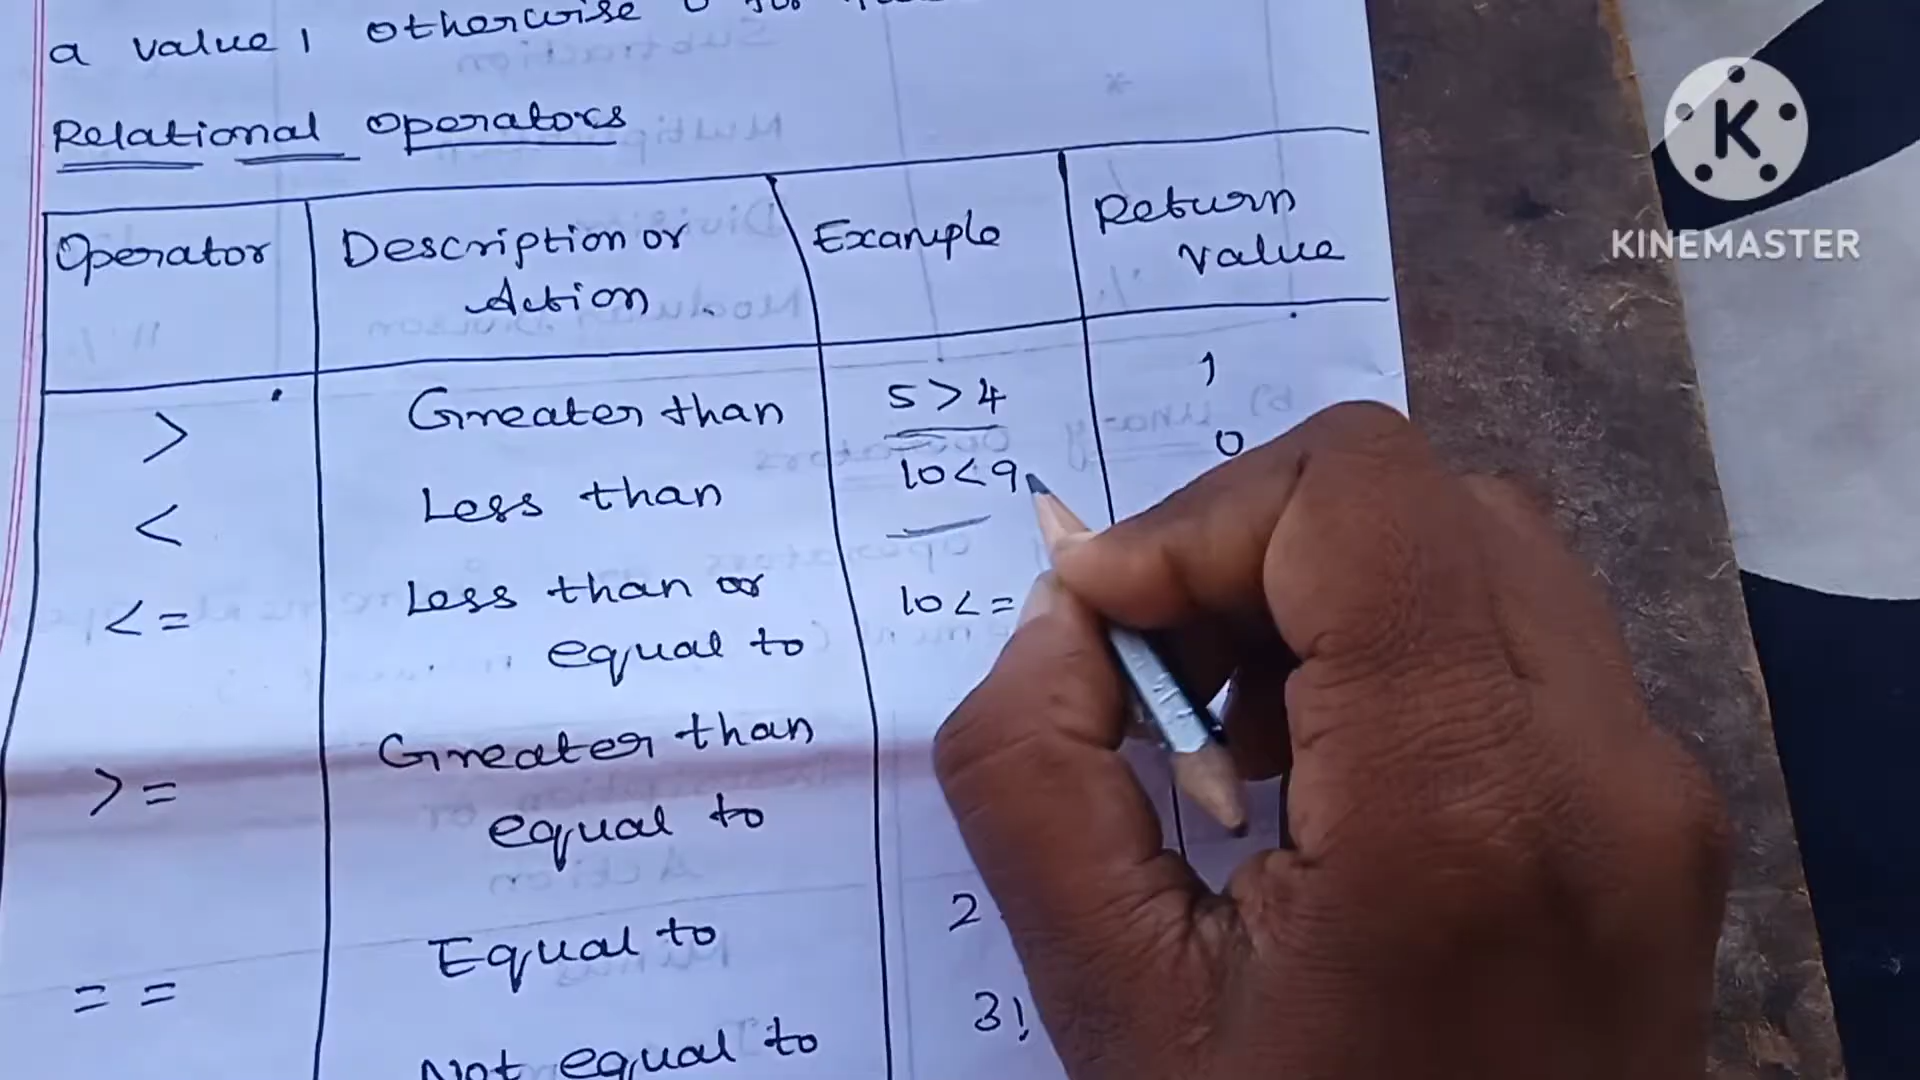 a value 1 otherwise 0 for
Relational Operators
Operator Description or Action Example Return Value
> Greater than 5 > 4 1
< Less than 10 < 9 0
< = Less than or equal to 10 < =
> = Greater than equal to
= = Equal to 2
Not equal to 3!
K
KINEMASTER